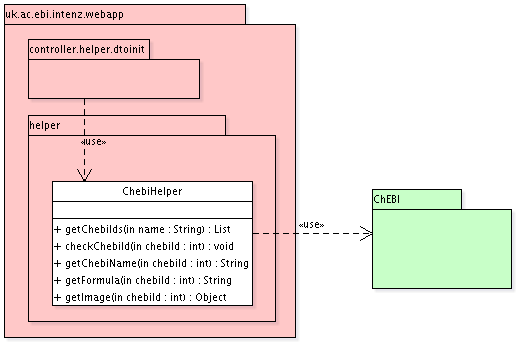 uk.ac.ebi.intenz.webapp
controller.helper.dtoinit
helper
«use»
ChebiHelper
+ getChebiIds(in name : String) : List
+ checkChebiId(in chebiId : int) : void
+ getChebiName(in chebiId : int) : String
+ getFormula(in chebiId : int) : String
+ getImage(in chebiId : int) : Object
«use»
ChEBI